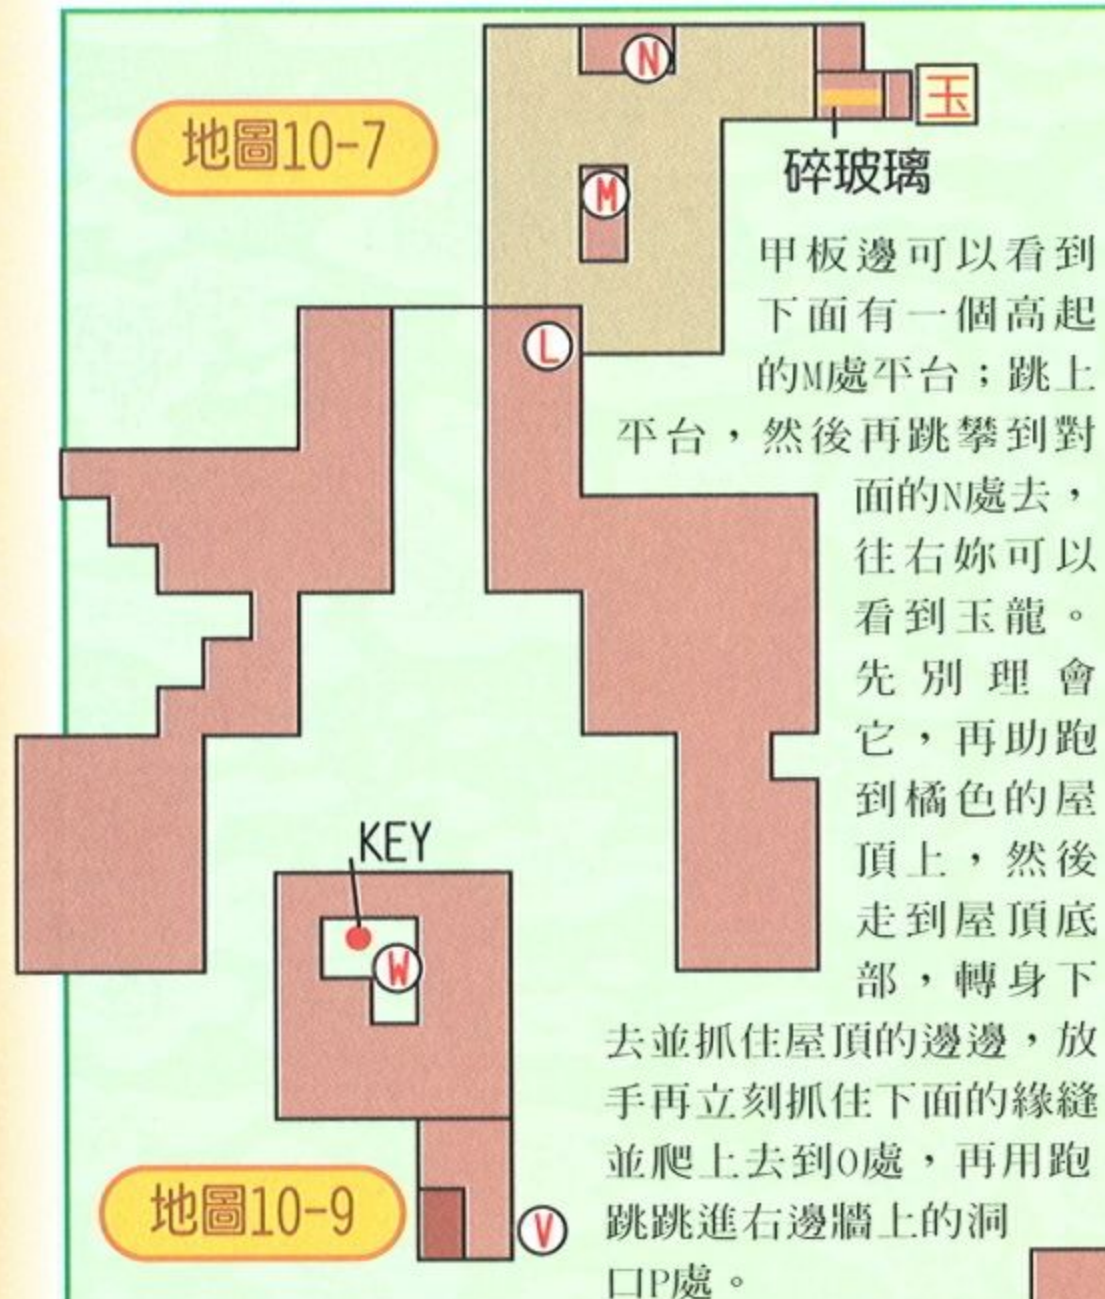 地圖10-7
N
玉
碎玻璃
M
L
甲板邊可以看到
下面有一個高起
的M處平台；跳上
平台，然後再跳攀到對
面的N處去，
往右妳可以
看到玉龍。
先別理會
它，再助跑
到橘色的屋
頂上，然後
走到屋頂底
部，轉身下
去並抓住屋頂的邊邊，放
手再立刻抓住下面的緣縫
並爬上去到O處，再用跑
跳跳進右邊牆上的洞
口P處。
KEY
W
地圖10-9
V